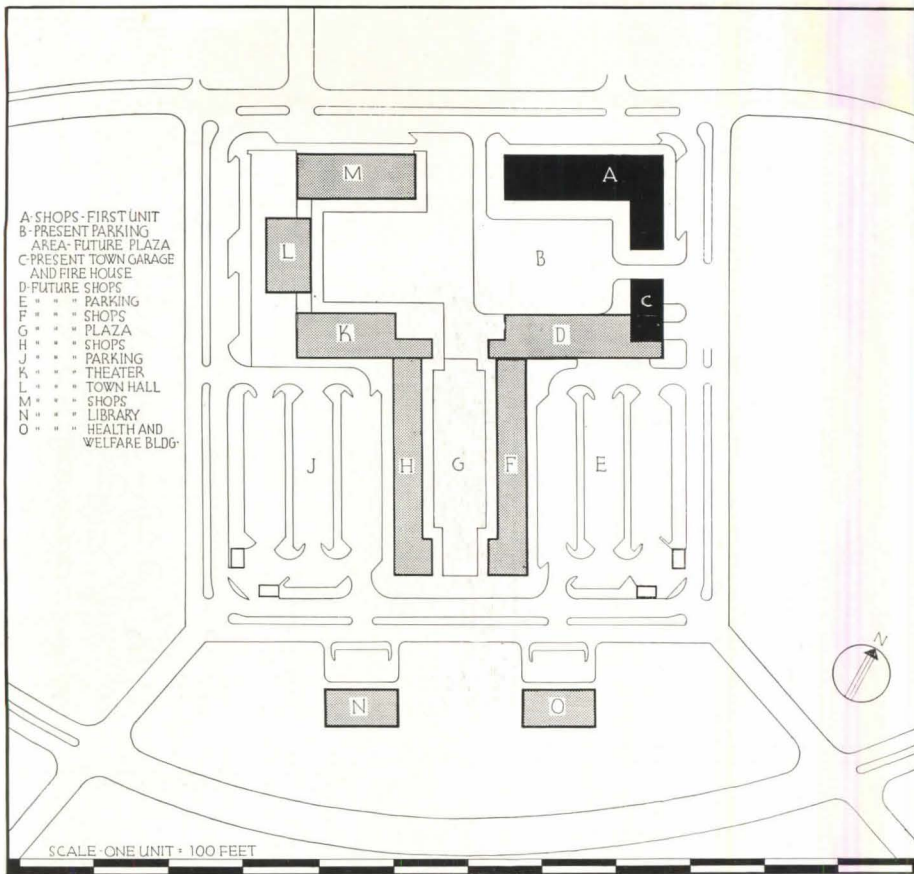 A-SHOPS-FIRST UNIT
B-PRESENT PARKING
AREA-FUTURE PLAZA
C-PRESENT TOWN GARAGE
AND FIRE HOUSE
D-FUTURE SHOPS
E " " " PARKING
F " " " SHOPS
G " " " PLAZA
H " " " SHOPS
J " " " PARKING
K " " " THEATER
L " " " TOWN HALL
M " " " SHOPS
N " " " LIBRARY
O " " " HEALTH AND
WELFARE BLDG-
M
A
L
B
C
K
D
J
H
G
F
E
N
N
O
SCALE-ONE UNIT = 100 FEET